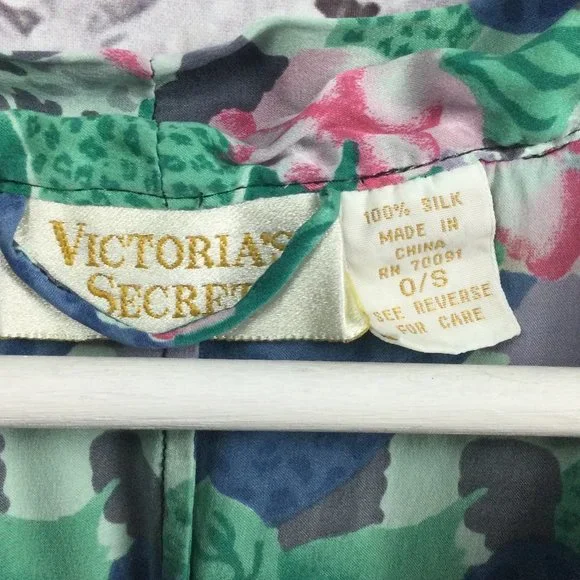 VICTORIA'S
SECRET
100% SILK
MADE IN
CHINA
RN 70091
O/S
SEE REVERSE
FOR CARE